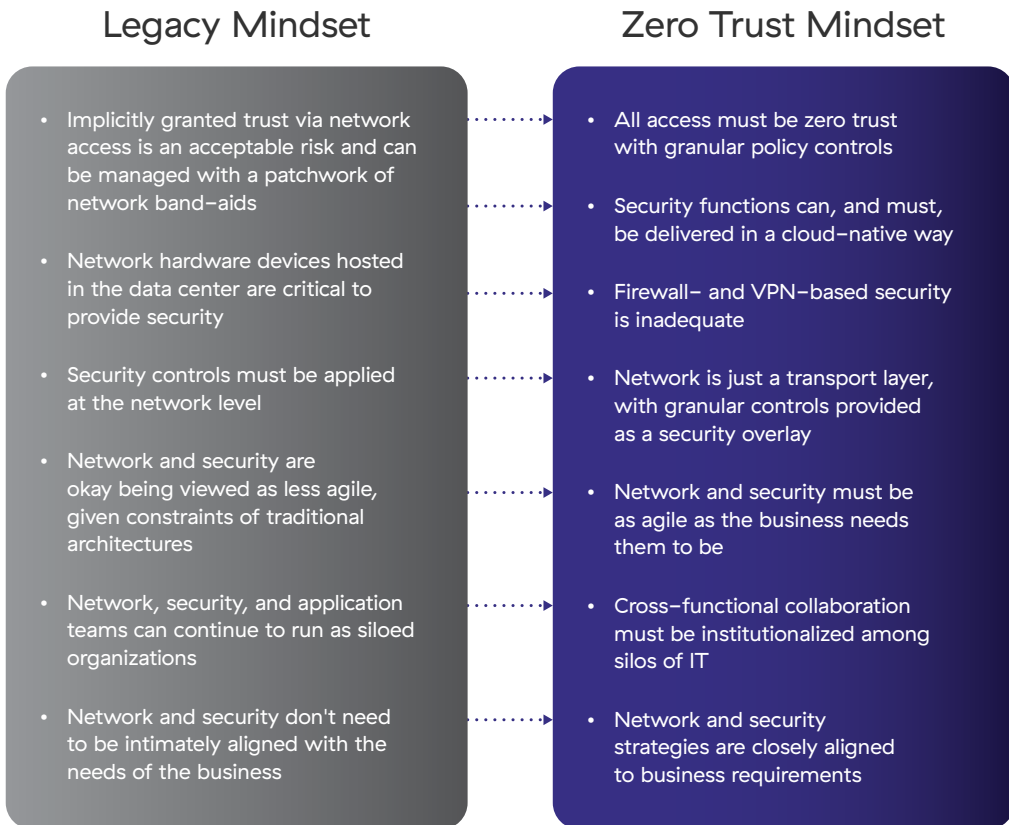 Legacy Mindset
• Implicitly granted trust via network
access is an acceptable risk and can
be managed with a patchwork of
network band-aids
• Network hardware devices hosted
in the data center are critical to
provide security
• Security controls must be applied
at the network level
• Network and security are
okay being viewed as less agile,
given constraints of traditional
architectures
• Network, security, and application
teams can continue to run as siloed
organizations
• Network and security don't need
to be intimately aligned with the
needs of the business
Zero Trust Mindset
• All access must be zero trust
with granular policy controls
• Security functions can, and must,
be delivered in a cloud-native way
• Firewall- and VPN-based security
is inadequate
• Network is just a transport layer,
with granular controls provided
as a security overlay
• Network and security must be
as agile as the business needs
them to be
• Cross-functional collaboration
must be institutionalized among
silos of IT
• Network and security
strategies are closely aligned
to business requirements